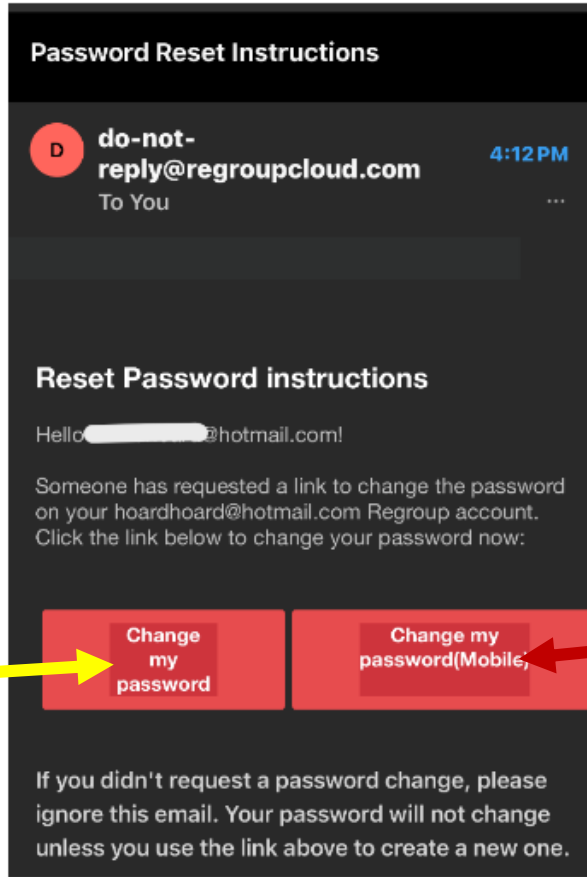 Password Reset Instructions
D
do-not-
reply@regroupcloud.com
4:12 PM
To You
...
Reset Password instructions
Hello @hotmail.com!
Someone has requested a link to change the password
on your hoardhoard@hotmail.com Regroup account.
Click the link below to change your password now:
Change
my
password
Change my
password(Mobile)
If you didn't request a password change, please
ignore this email. Your password will not change
unless you use the link above to create a new one.